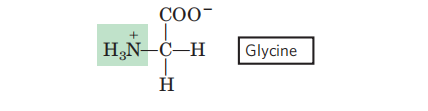 COO⁻
H₃N⁺—C—H
Glycine
H